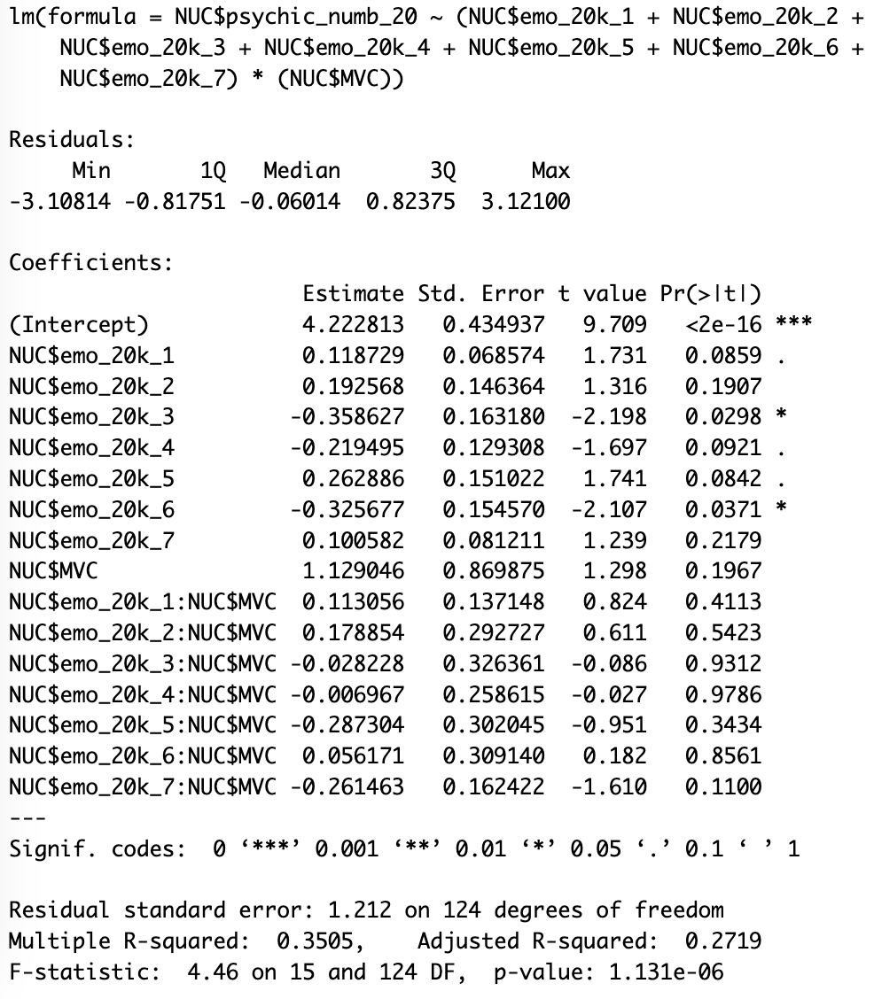 lm(formula = NUC$psychic_numb_20 ~ (NUC$emo_20k_1 + NUC$emo_20k_2 +
    NUC$emo_20k_3 + NUC$emo_20k_4 + NUC$emo_20k_5 + NUC$emo_20k_6 +
    NUC$emo_20k_7) * (NUC$MVC))

Residuals:
     Min       1Q   Median       3Q      Max
-3.10814 -0.81751 -0.06014  0.82375  3.12100

Coefficients:
                      Estimate Std. Error t value Pr(>|t|)
(Intercept)           4.222813   0.434937   9.709   <2e-16 ***
NUC$emo_20k_1         0.118729   0.068574   1.731   0.0859 .
NUC$emo_20k_2         0.192568   0.146364   1.316   0.1907
NUC$emo_20k_3        -0.358627   0.163180  -2.198   0.0298 *
NUC$emo_20k_4        -0.219495   0.129308  -1.697   0.0921 .
NUC$emo_20k_5         0.262886   0.151022   1.741   0.0842 .
NUC$emo_20k_6        -0.325677   0.154570  -2.107   0.0371 *
NUC$emo_20k_7         0.100582   0.081211   1.239   0.2179
NUC$MVC               1.129046   0.869875   1.298   0.1967
NUC$emo_20k_1:NUC$MVC  0.113056   0.137148   0.824   0.4113
NUC$emo_20k_2:NUC$MVC  0.178854   0.292727   0.611   0.5423
NUC$emo_20k_3:NUC$MVC -0.028228   0.326361  -0.086   0.9312
NUC$emo_20k_4:NUC$MVC -0.006967   0.258615  -0.027   0.9786
NUC$emo_20k_5:NUC$MVC -0.287304   0.302045  -0.951   0.3434
NUC$emo_20k_6:NUC$MVC  0.056171   0.309140   0.182   0.8561
NUC$emo_20k_7:NUC$MVC -0.261463   0.162422  -1.610   0.1100
---
Signif. codes:  0 ‘***’ 0.001 ‘**’ 0.01 ‘*’ 0.05 ‘.’ 0.1 ‘ ’ 1

Residual standard error: 1.212 on 124 degrees of freedom
Multiple R-squared:  0.3505,    Adjusted R-squared:  0.2719
F-statistic:  4.46 on 15 and 124 DF,  p-value: 1.131e-06